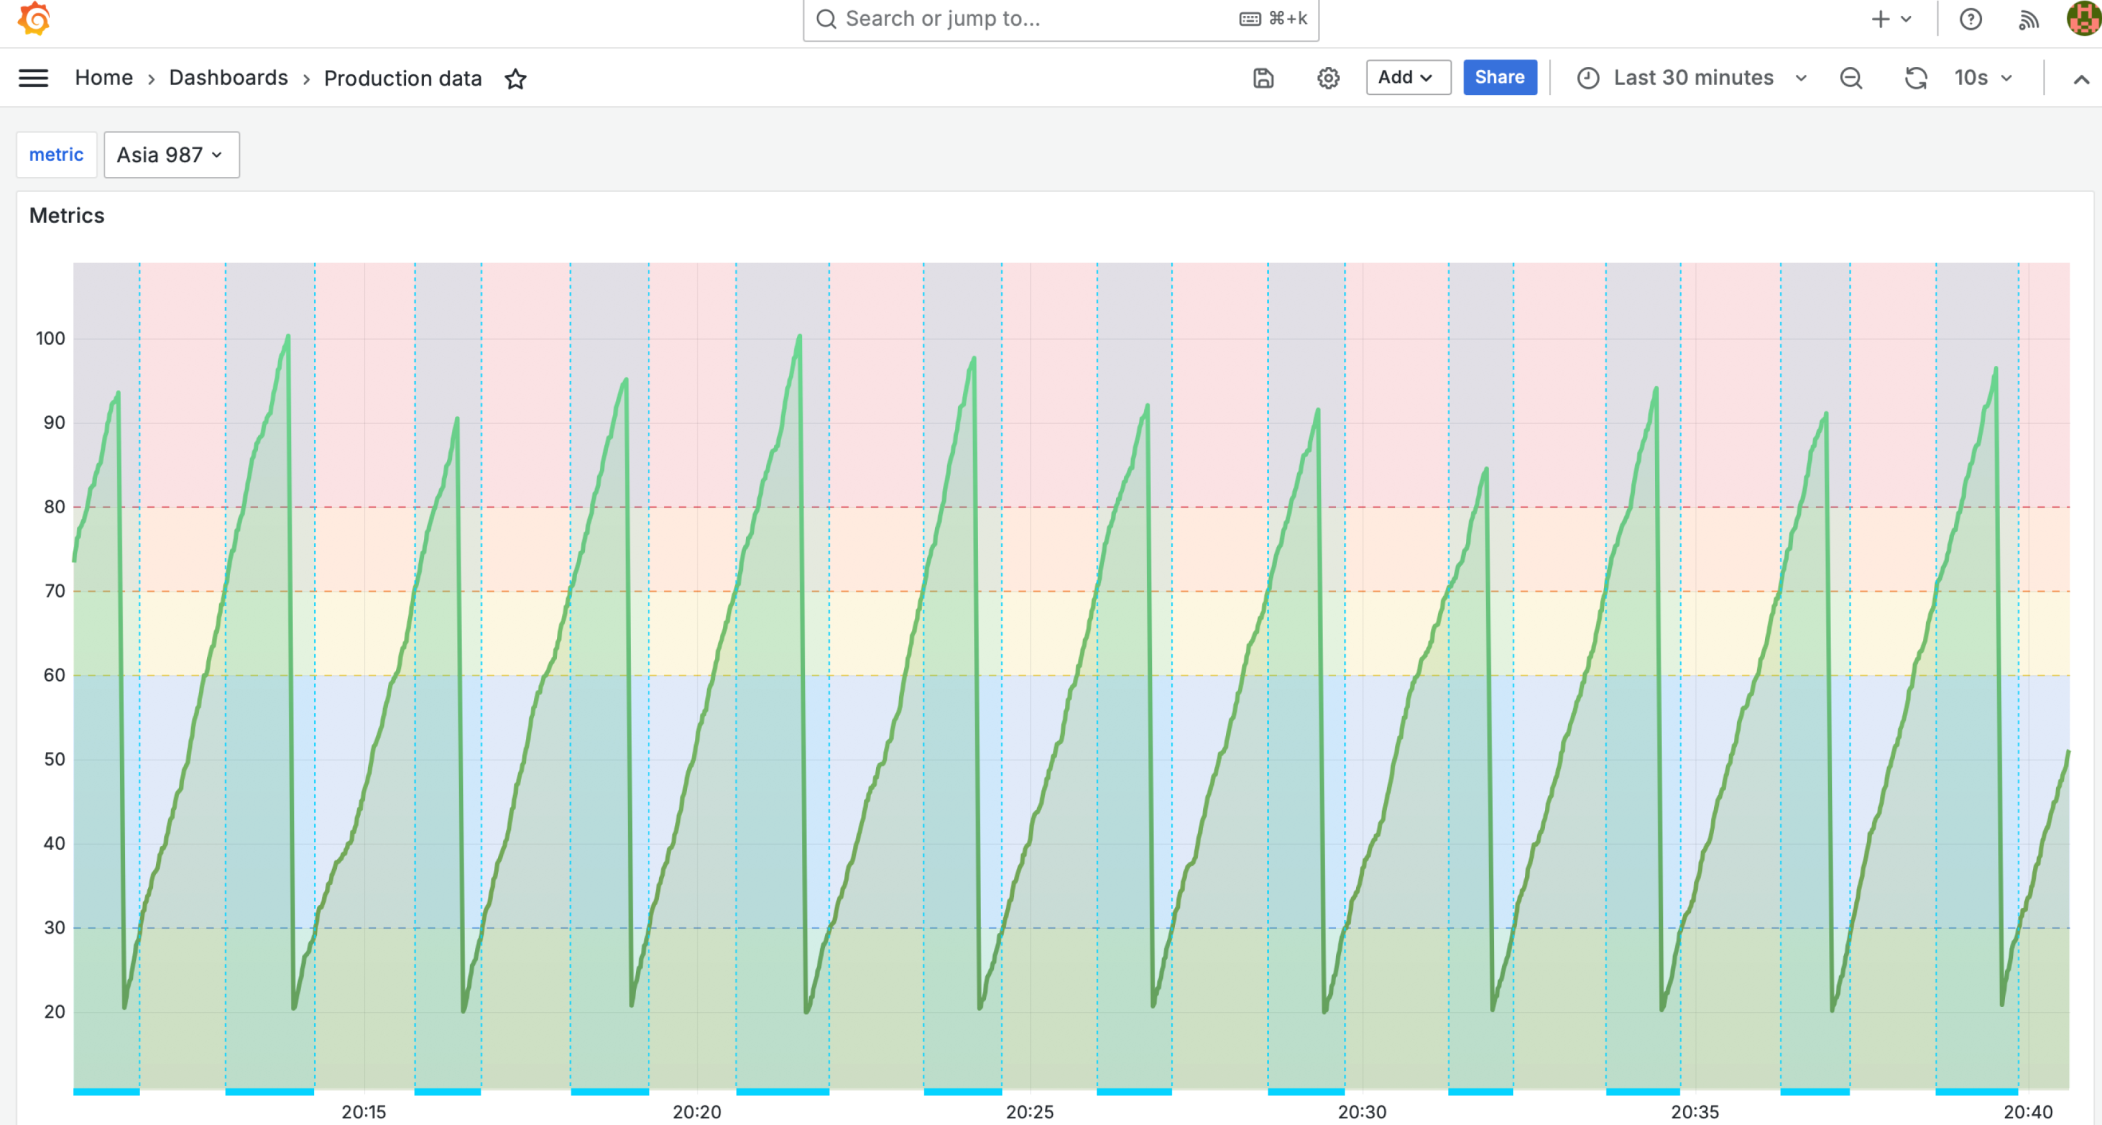 Search or jump to... ⌘+k
Home › Dashboards › Production data Add Share Last 30 minutes 10s
metric Asia 987
Metrics
100
90
80
70
60
50
40
30
20
20:15 20:20 20:25 20:30 20:35 20:40